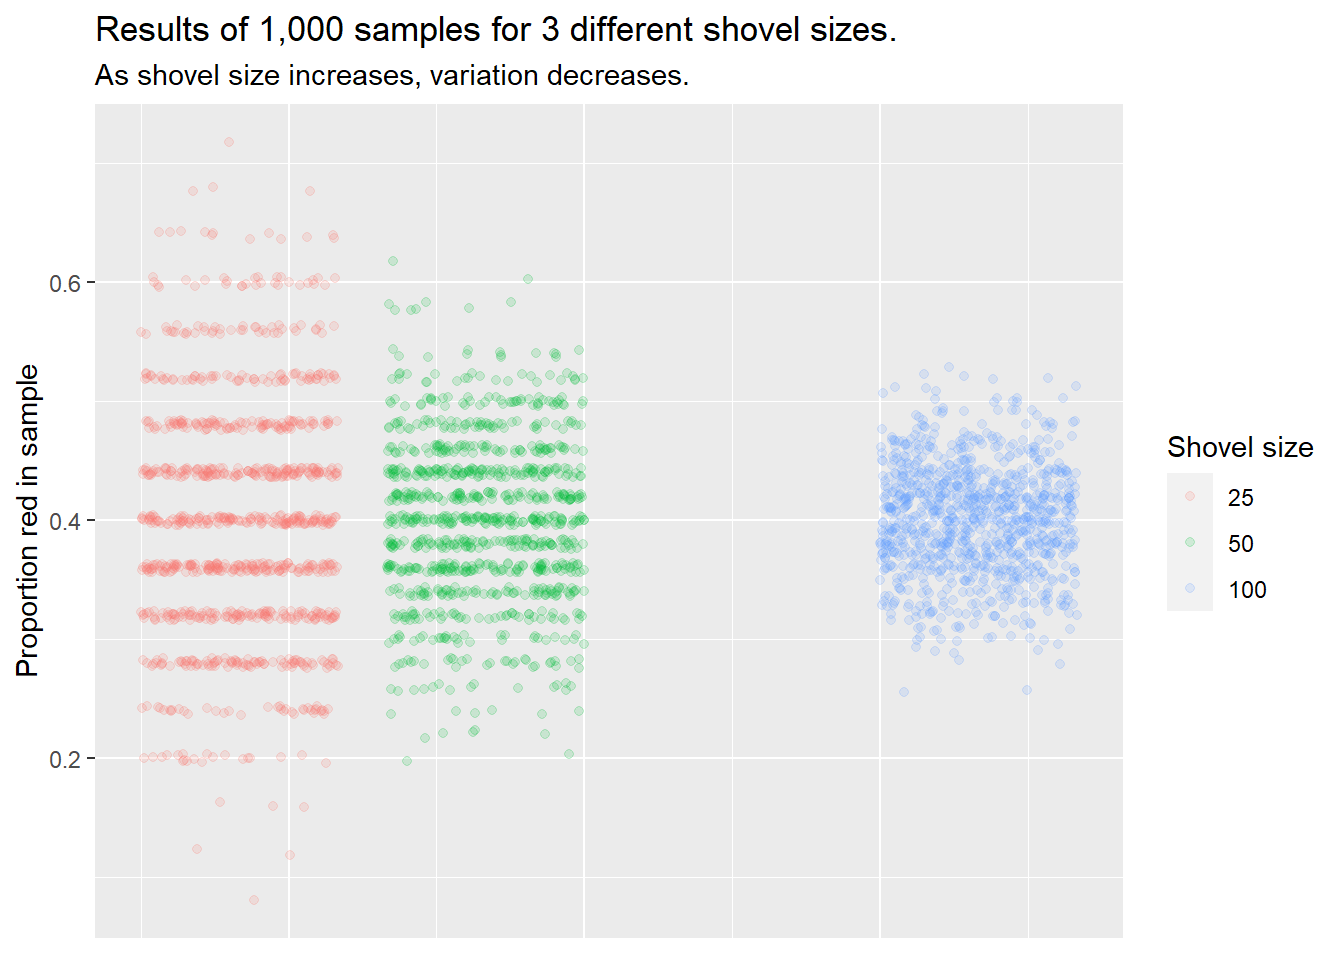 Results of 1,000 samples for 3 different shovel sizes.
As shovel size increases, variation decreases.
Proportion red in sample
0.6
0.4
0.2
Shovel size
25
50
100